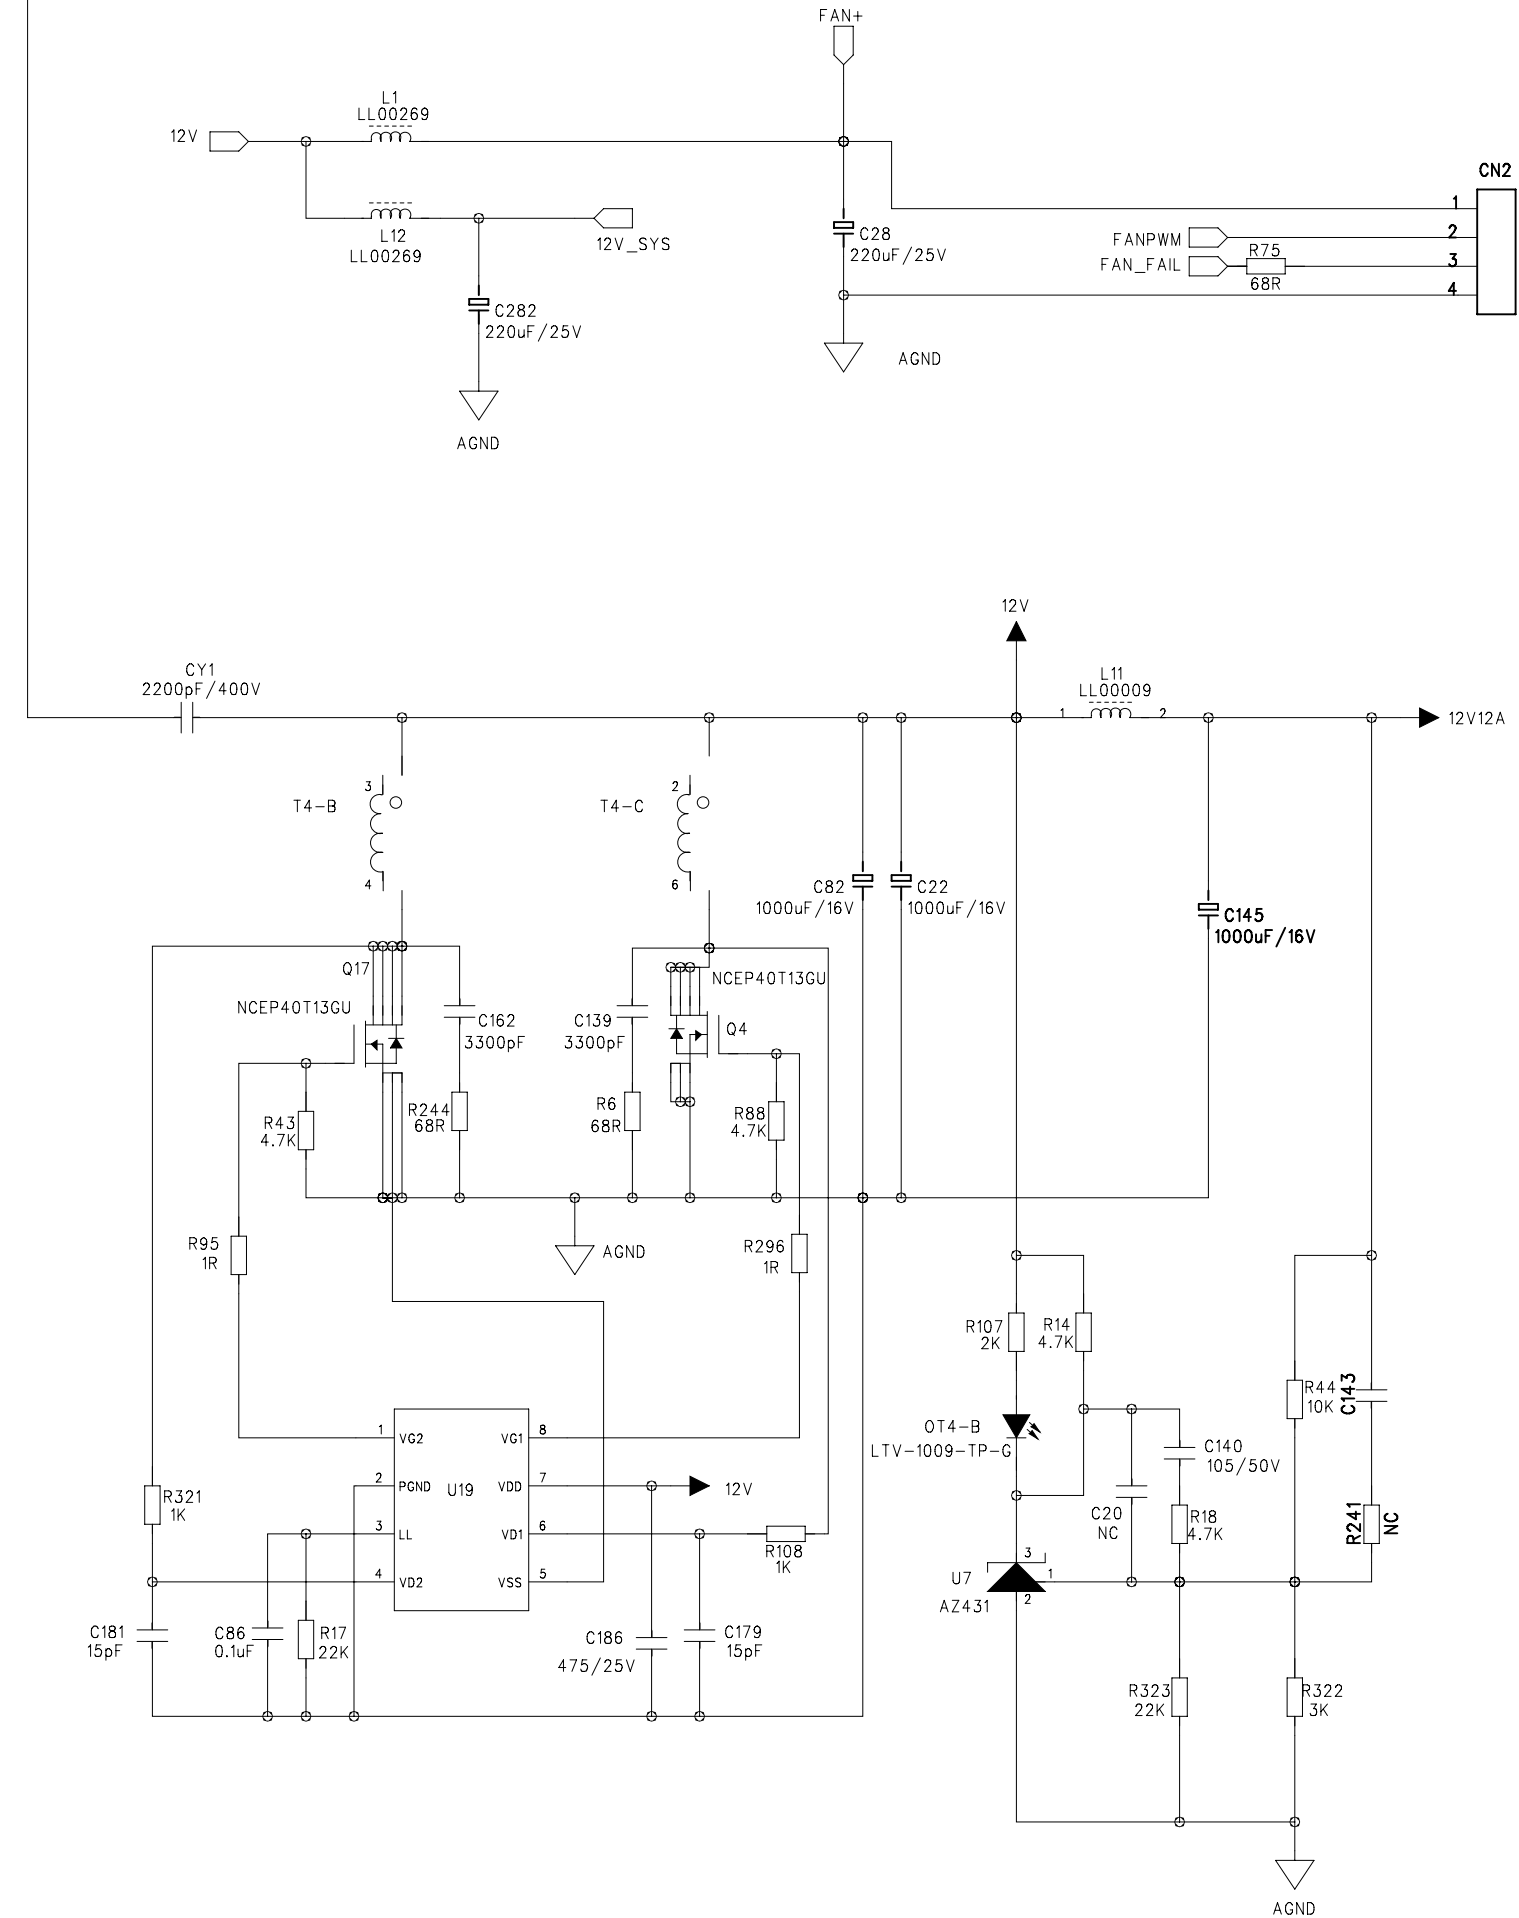 FAN+
L1
LL00269
12V
CN2
1
L12
LL00269
12V_SYS
C28
220uF/25V
FANPWM
2
FAN_FAIL
R75
68R
3
4
C282
220uF/25V
AGND
AGND
12V
CY1
2200pF/400V
L11
LL00009
1
2
12V12A
3
T4-B
4
2
T4-C
6
C82
1000uF/16V
C22
1000uF/16V
C145
1000uF/16V
Q17
NCEP40T13GU
NCEP40T13GU
Q4
C162
3300pF
C139
3300pF
R43
4.7K
R244
68R
R6
68R
R88
4.7K
R95
1R
AGND
R296
1R
R107
2K
R14
4.7K
R44
10K
C143
OT4-B
LTV-1009-TP-G
C140
105/50V
1
VG2
VG1
8
2
PGND
U19
VDD
7
12V
3
LL
VD1
6
4
VD2
VSS
5
R321
1K
R108
1K
C20
NC
R18
4.7K
R241
NC
U7
AZ431
3
1
2
C181
15pF
C86
0.1uF
R17
22K
C186
475/25V
C179
15pF
R323
22K
R322
3K
AGND